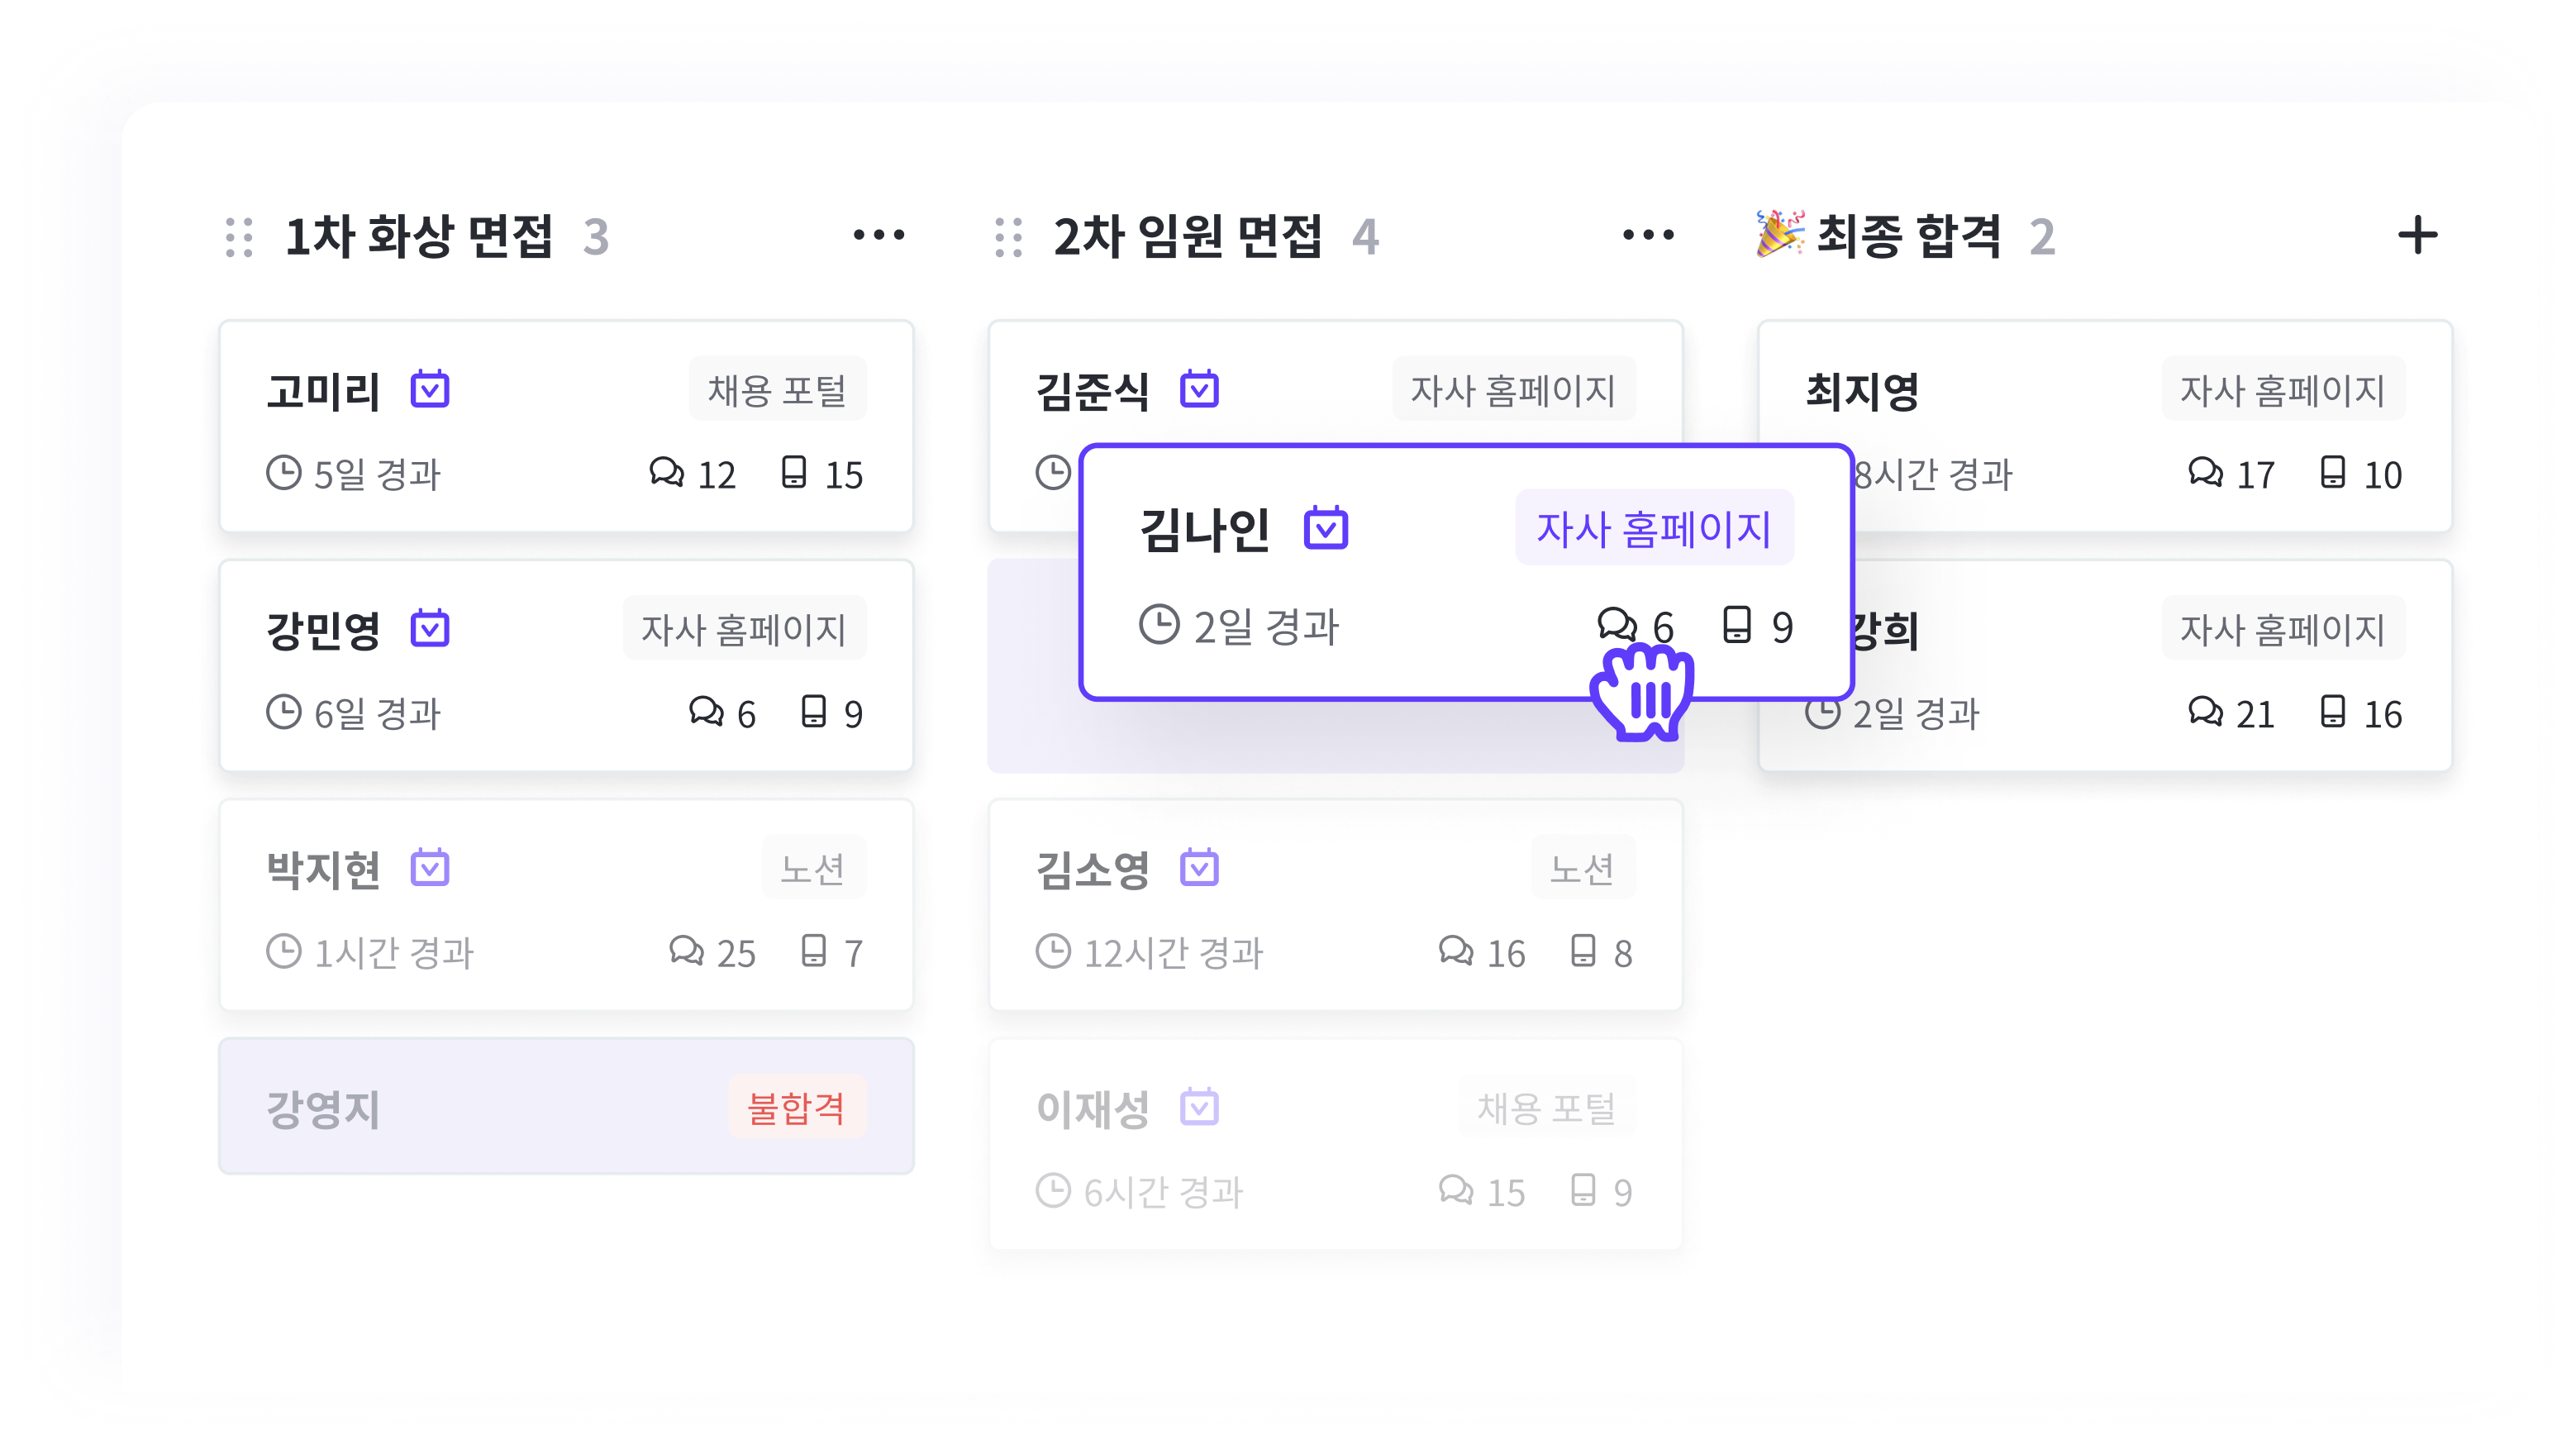 1차 화상 면접 3
고미리 채용 포털
5일 경과 12 15
강민영 자사 홈페이지
6일 경과 6 9
박지현 노션
1시간 경과 25 7
강영지 불합격
2차 임원 면접 4
김준식 자사 홈페이지
김나인 자사 홈페이지
2일 경과 6 9
김소영 노션
12시간 경과 16 8
이재성 채용 포털
6시간 경과 15 9
🎉 최종 합격 2
최지영 자사 홈페이지
8시간 경과 17 10
강희 자사 홈페이지
2일 경과 21 16